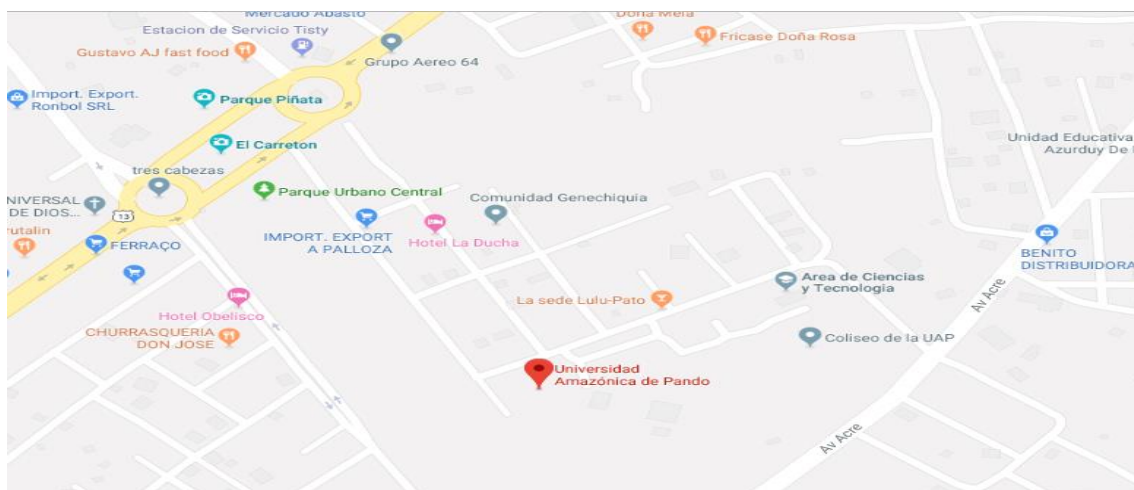 Mercado Abasto
Estacion de Servicio Tisty
Gustavo AJ fast food
Grupo Aereo 64
Doña Mela
Fricase Doña Rosa
Import. Export.
Ronbol SRL
Parque Piñata
El Carreton
tres cabezas
Unidad Educativa
Azurduy De
NIVERSAL
DE DIOS...
13
Parque Urbano Central
Comunidad Genechiquia
rutalin
FERRAÇO
IMPORT. EXPORT
A PALLOZA
Hotel La Ducha
BENITO
DISTRIBUIDORA
Area de Ciencias
y Tecnologia
La sede Lulu-Pato
Av Acre
Hotel Obelisco
CHURRASQUERIA
DON JOSE
Coliseo de la UAP
Universidad
Amazónica de Pando
Av Acre